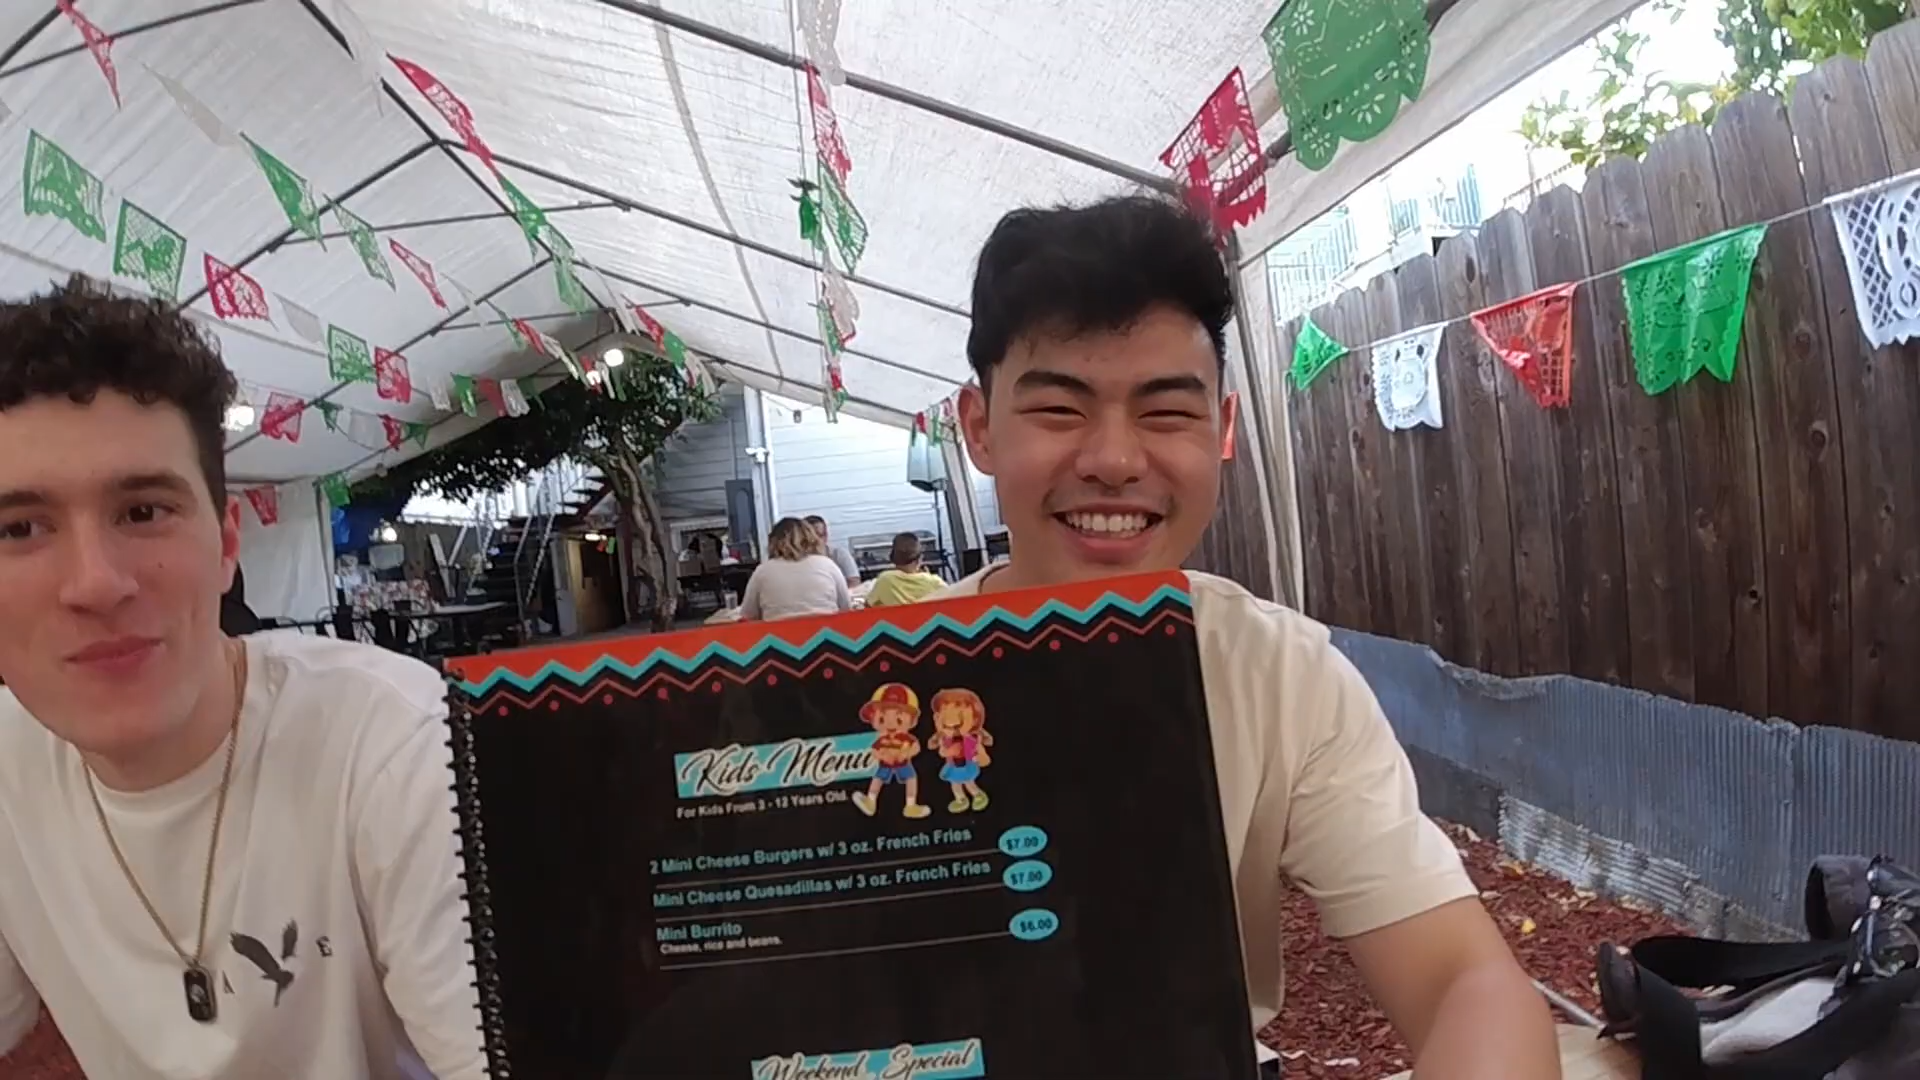 Kids Menu
For Kids From 3 - 12 Years Old.
2 Mini Cheese Burgers w/ 3 oz. French Fries $7.00
Mini Cheese Quesadillas w/ 3 oz. French Fries $7.00
Mini Burrito $6.00
Cheese, rice and beans.
Weekend Special
A E